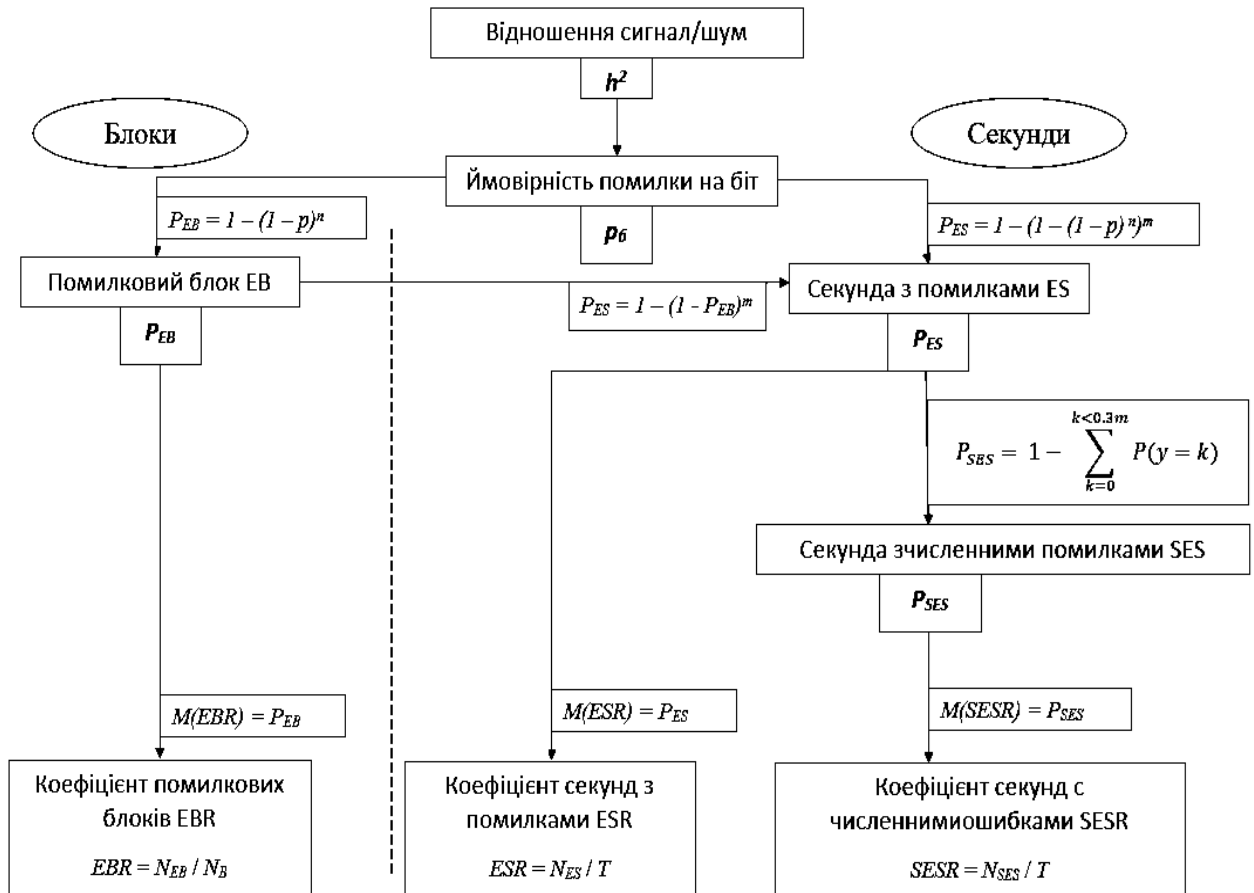 Відношення сигнал/шум
h²
Блоки
Секунди
Ймовірність помилки на біт
P_EB = 1 – (1 – p)ⁿ
p_б
P_ES = 1 – (1 – (1 – p)ⁿ)ᵐ
Помилковий блок EB
P_EB
P_ES = 1 – (1 - P_EB)ᵐ
Секунда з помилками ES
P_ES
k<0.3m
P_SES = 1 − ∑ P(y = k)
k=0
Секунда зчисленними помилками SES
P_SES
M(EBR) = P_EB
M(ESR) = P_ES
M(SESR) = P_SES
Коефіцієнт помилкових
блоків EBR
EBR = N_EB / N_B
Коефіцієнт секунд з
помилками ESR
ESR = N_ES / T
Коефіцієнт секунд с
численнимиошибками SESR
SESR = N_SES / T